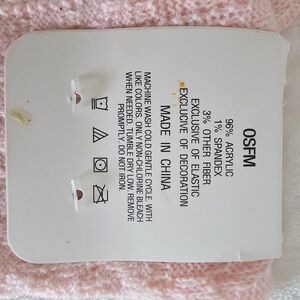 OSFM
96% ACRYLIC
1% SPANDEX
3% OTHER FIBER
EXCLUSIVE OF ELASTIC
EXCLUCIVE OF DECORATION
MADE IN CHINA
MACHINE WASH COLD GENTLE CYCLE. WITH
LIKE COLORS. ONLY NON-CHLORINE BLEACH
WHEN NEEDED. TUMBLE DRY LOW. REMOVE
PROMPTLY. DO NOT IRON.